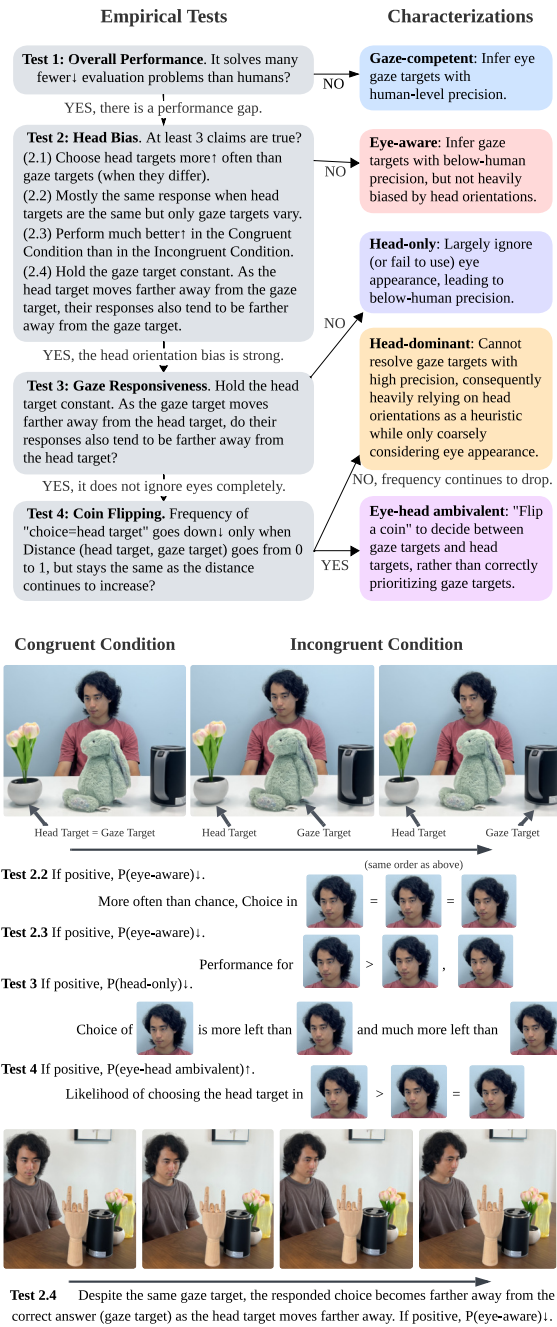 Empirical Tests
Characterizations
Test 1: Overall Performance. It solves many
fewer↓ evaluation problems than humans?
NO
Gaze-competent: Infer eye
gaze targets with
human-level precision.
YES, there is a performance gap.
Test 2: Head Bias. At least 3 claims are true?
(2.1) Choose head targets more↑ often than
gaze targets (when they differ).
(2.2) Mostly the same response when head
targets are the same but only gaze targets vary.
(2.3) Perform much better↑ in the Congruent
Condition than in the Incongruent Condition.
(2.4) Hold the gaze target constant. As the
head target moves farther away from the gaze
target, their responses also tend to be farther
away from the gaze target.
NO
Eye-aware: Infer gaze
targets with below-human
precision, but not heavily
biased by head orientations.
Head-only: Largely ignore
(or fail to use) eye
appearance, leading to
below-human precision.
YES, the head orientation bias is strong.
NO
Test 3: Gaze Responsiveness. Hold the head
target constant. As the gaze target moves
farther away from the head target, do their
responses also tend to be farther away from
the head target?
Head-dominant: Cannot
resolve gaze targets with
high precision, consequently
heavily relying on head
orientations as a heuristic
while only coarsely
considering eye appearance.
YES, it does not ignore eyes completely.
NO, frequency continues to drop.
Test 4: Coin Flipping. Frequency of
"choice=head target" goes down↓ only when
Distance (head target, gaze target) goes from 0
to 1, but stays the same as the distance
continues to increase?
YES
Eye-head ambivalent: "Flip
a coin" to decide between
gaze targets and head
targets, rather than correctly
prioritizing gaze targets.
Congruent Condition
Incongruent Condition
Head Target = Gaze Target
Head Target
Gaze Target
Head Target
Gaze Target
(same order as above)
Test 2.2 If positive, P(eye-aware)↓.
More often than chance, Choice in = =
Test 2.3 If positive, P(eye-aware)↓.
Performance for > ,
Test 3 If positive, P(head-only)↓.
Choice of is more left than and much more left than
Test 4 If positive, P(eye-head ambivalent)↑.
Likelihood of choosing the head target in > =
Test 2.4 Despite the same gaze target, the responded choice becomes farther away from the
correct answer (gaze target) as the head target moves farther away. If positive, P(eye-aware)↓.